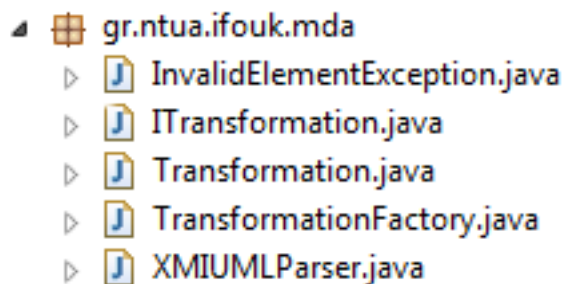 gr.ntua.ifouk.mda
InvalidElementException.java
ITransformation.java
Transformation.java
TransformationFactory.java
XMIUMLParser.java